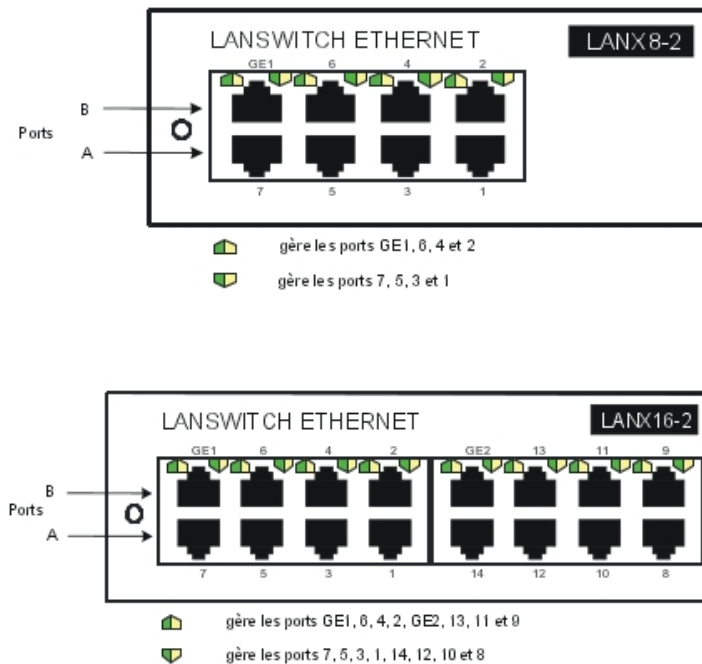 LANSWITCH ETHERNET
LANX8-2
GE1 6 4 2
B
Ports
A
7 5 3 1
gère les ports GE1, 6, 4 et 2
gère les ports 7, 5, 3 et 1
LANSWITCH ETHERNET
LANX16-2
GE1 6 4 2 GE2 13 11 9
B
Ports
A
7 5 3 1 14 12 10 8
gère les ports GE1, 6, 4, 2, GE2, 13, 11 et 9
gère les ports 7, 5, 3, 1, 14, 12, 10 et 8